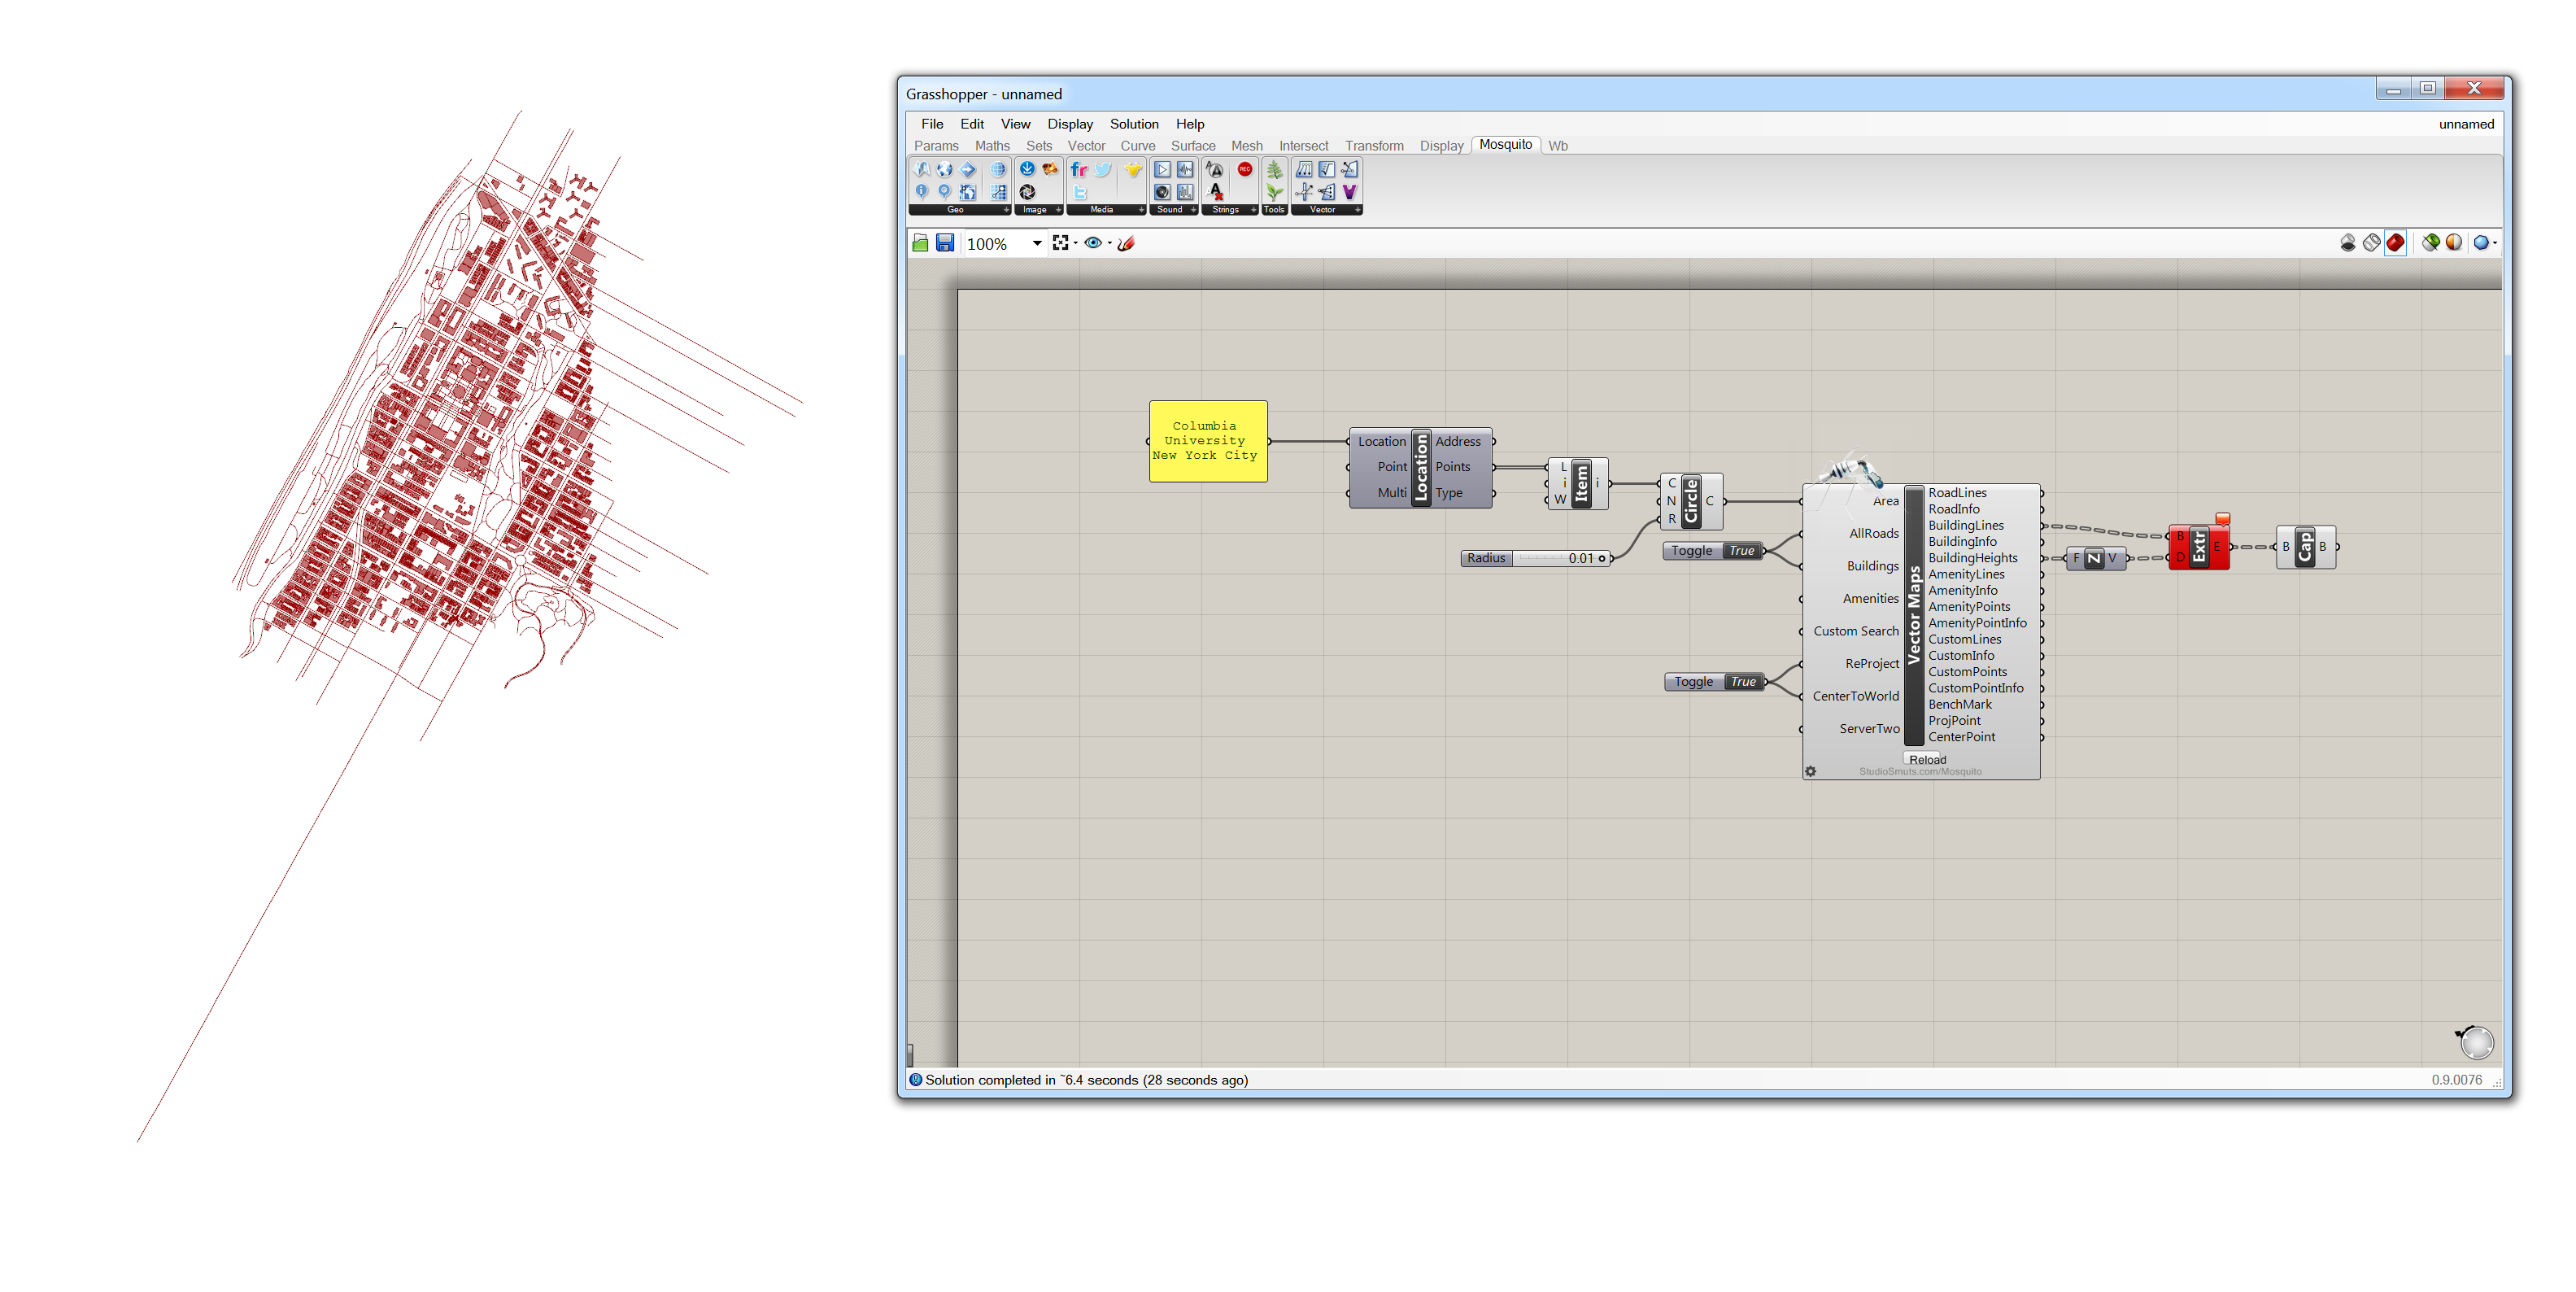 Grasshopper - unnamed
File Edit View Display Solution Help unnamed
Params Maths Sets Vector Curve Surface Mesh Intersect Transform Display Mosquito Wb
fr
REC
Geo Image Media Sound Strings Tools Vector
100%
Columbia
University
New York City
Location
Point
Multi
Location
Address
Points
Type
L
i
W
Item
i
C
N
R
Circle
C
Radius 0.01
Toggle True
Toggle True
Area
AllRoads
Buildings
Amenities
Custom Search
ReProject
CenterToWorld
ServerTwo
Vector Maps
RoadLines
RoadInfo
BuildingLines
BuildingInfo
BuildingHeights
AmenityLines
AmenityInfo
AmenityPoints
AmenityPointInfo
CustomLines
CustomInfo
CustomPoints
CustomPointInfo
BenchMark
ProjPoint
CenterPoint
Reload
StudioSmuts.com/Mosquito
F Z V
B
D
Extr
E
B Cap B
Solution completed in ~6.4 seconds (28 seconds ago)
0.9.0076